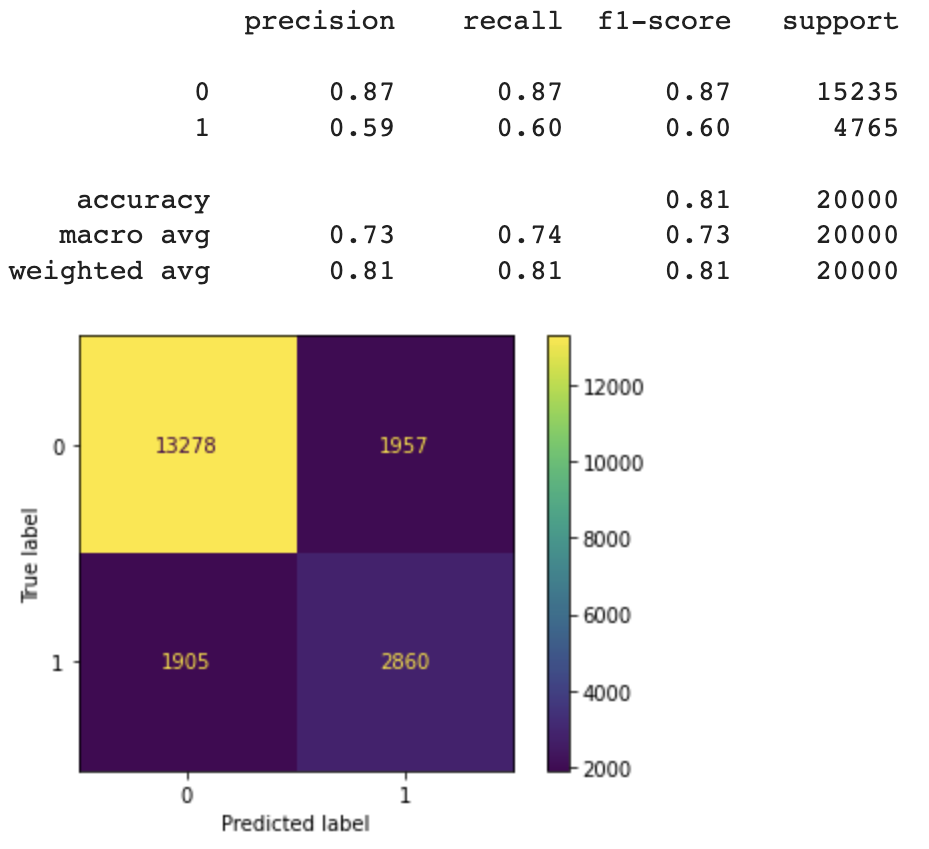 precision recall f1-score support
0 0.87 0.87 0.87 15235
1 0.59 0.60 0.60 4765
accuracy 0.81 20000
macro avg 0.73 0.74 0.73 20000
weighted avg 0.81 0.81 0.81 20000
True label
0
1
13278 1957
1905 2860
0 1
Predicted label
12000
10000
8000
6000
4000
2000